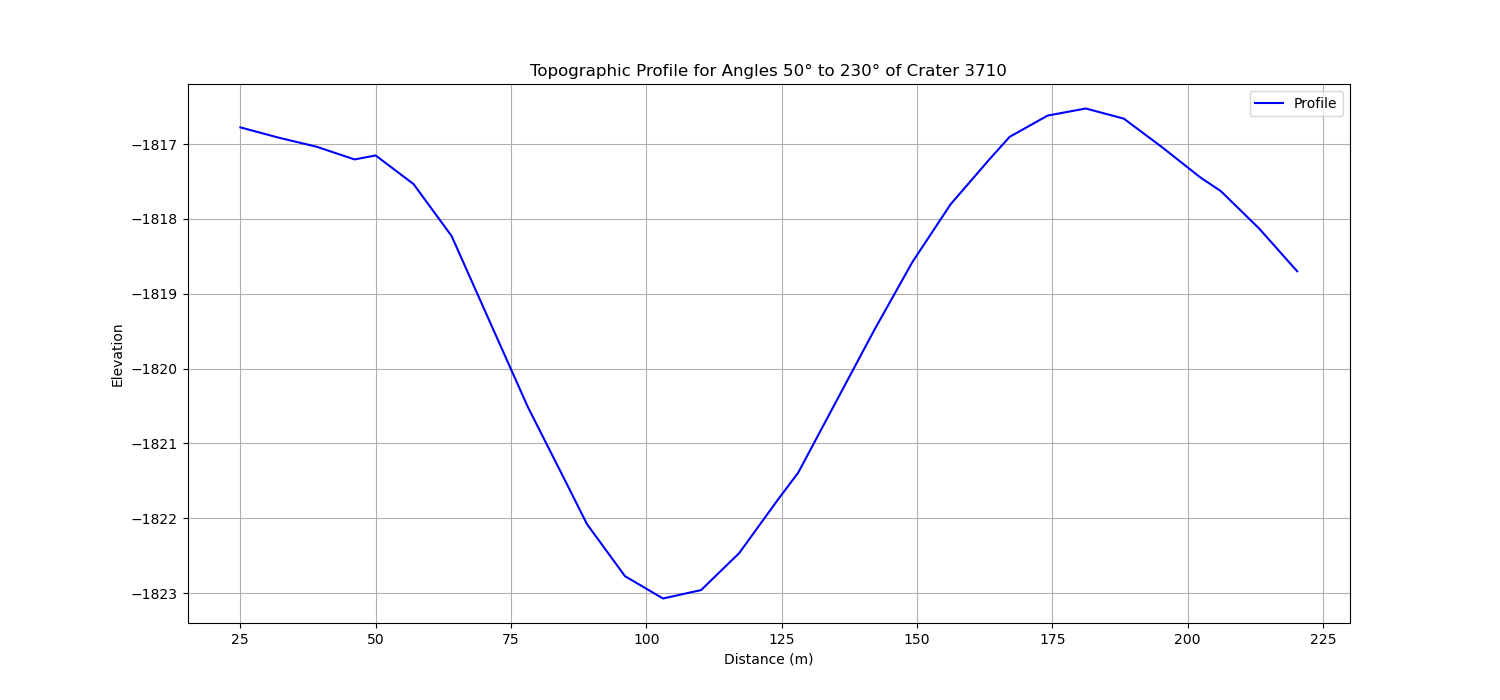 Topographic Profile for Angles 50° to 230° of Crater 3710
Profile
−1817
−1818
−1819
−1820
−1821
−1822
−1823
Elevation
25 50 75 100 125 150 175 200 225
Distance (m)